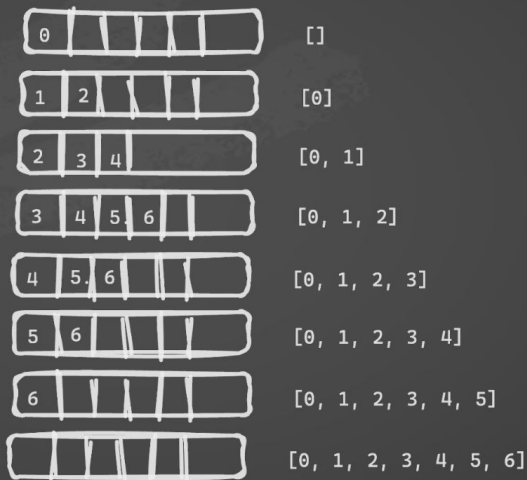 0 []
1 2 [0]
2 3 4 [0, 1]
3 4 5. 6 [0, 1, 2]
4 5. 6 [0, 1, 2, 3]
5 6 [0, 1, 2, 3, 4]
6 [0, 1, 2, 3, 4, 5]
[0, 1, 2, 3, 4, 5, 6]